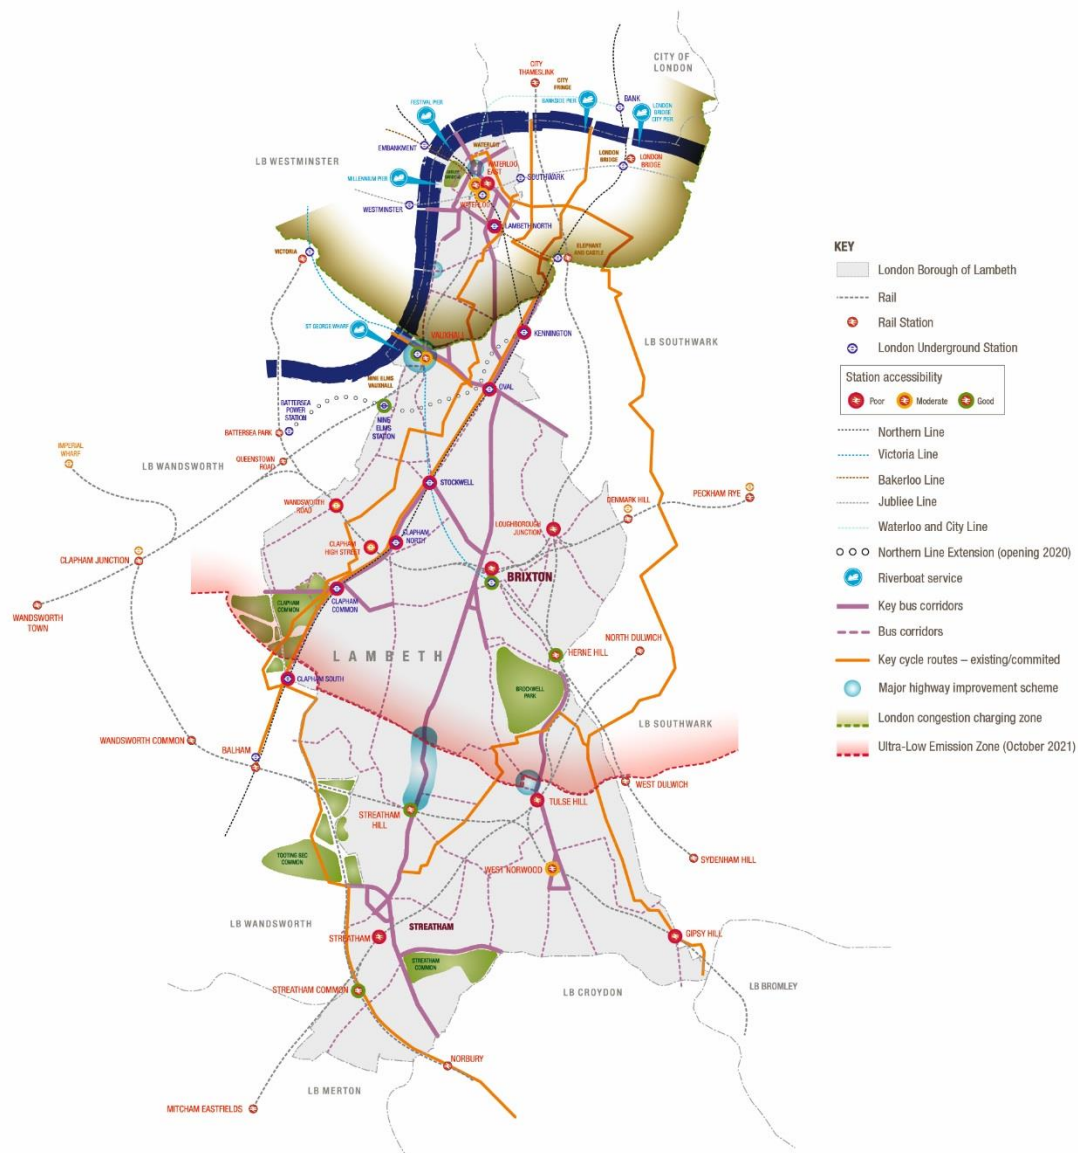 CITY OF
LONDON
CITY
THAMESLINK
CITY
FRINGE
BANKSIDE PIER
BANK
LONDON
BRIDGE
CITY PIER
FESTIVAL PIER
EMBANKMENT
WATERLOO
LB WESTMINSTER
WATERLOO
EAST
LONDON
BRIDGE
LONDON
BRIDGE
MILLENNIUM PIER
SOUTHWARK
WESTMINSTER
WATERLOO
LAMBETH NORTH
VICTORIA
ELEPHANT
AND CASTLE
ST GEORGE WHARF
VAUXHALL
KENNINGTON
LB SOUTHWARK
NINE ELMS
VAUXHALL
OVAL
BATTERSEA
POWER
STATION
NINE
ELMS
STATION
BATTERSEA PARK
IMPERIAL
WHARF
QUEENSTOWN
ROAD
LB WANDSWORTH
STOCKWELL
WANDSWORTH
ROAD
DENMARK HILL
PECKHAM RYE
LOUGHBOROUGH
JUNCTION
CLAPHAM
HIGH STREET
CLAPHAM
NORTH
CLAPHAM JUNCTION
BRIXTON
WANDSWORTH
TOWN
CLAPHAM
COMMON
CLAPHAM
COMMON
LAMBETH
HERNE HILL
NORTH DULWICH
CLAPHAM SOUTH
BROCKWELL
PARK
LB SOUTHWARK
WANDSWORTH COMMON
BALHAM
WEST DULWICH
STREATHAM
HILL
TULSE HILL
TOOTING BEC
COMMON
WEST NORWOOD
SYDENHAM HILL
LB WANDSWORTH
STREATHAM
STREATHAM
GIPSY HILL
STREATHAM
COMMON
STREATHAM COMMON
LB CROYDON
LB BROMLEY
NORBURY
LB MERTON
MITCHAM EASTFIELDS
KEY
London Borough of Lambeth
Rail
Rail Station
London Underground Station
Station accessibility
Poor
Moderate
Good
Northern Line
Victoria Line
Bakerloo Line
Jubliee Line
Waterloo and City Line
Northern Line Extension (opening 2020)
Riverboat service
Key bus corridors
Bus corridors
Key cycle routes – existing/commited
Major highway improvement scheme
London congestion charging zone
Ultra-Low Emission Zone (October 2021)